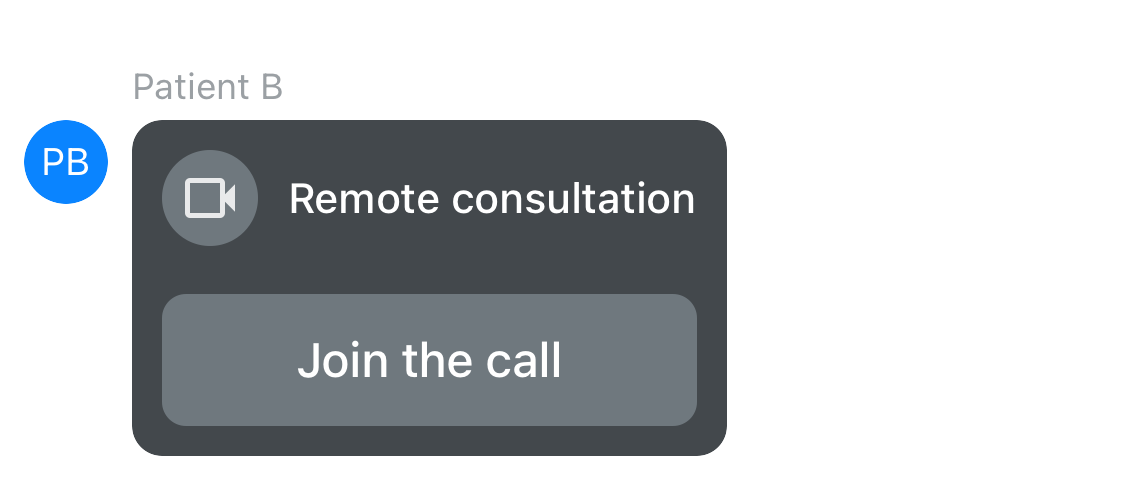 Patient B
PB
Remote consultation
Join the call